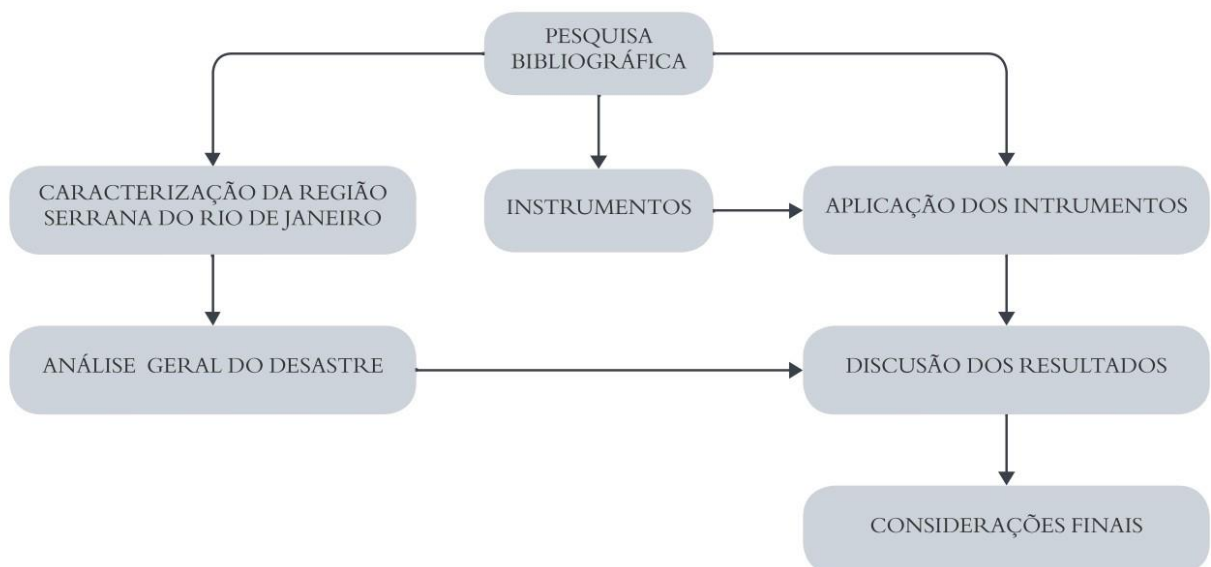 PESQUISA
BIBLIOGRÁFICA
CARACTERIZAÇÃO DA REGIÃO
SERRANA DO RIO DE JANEIRO
INSTRUMENTOS
APLICAÇÃO DOS INTRUMENTOS
ANÁLISE GERAL DO DESASTRE
DISCUSÃO DOS RESULTADOS
CONSIDERAÇÕES FINAIS